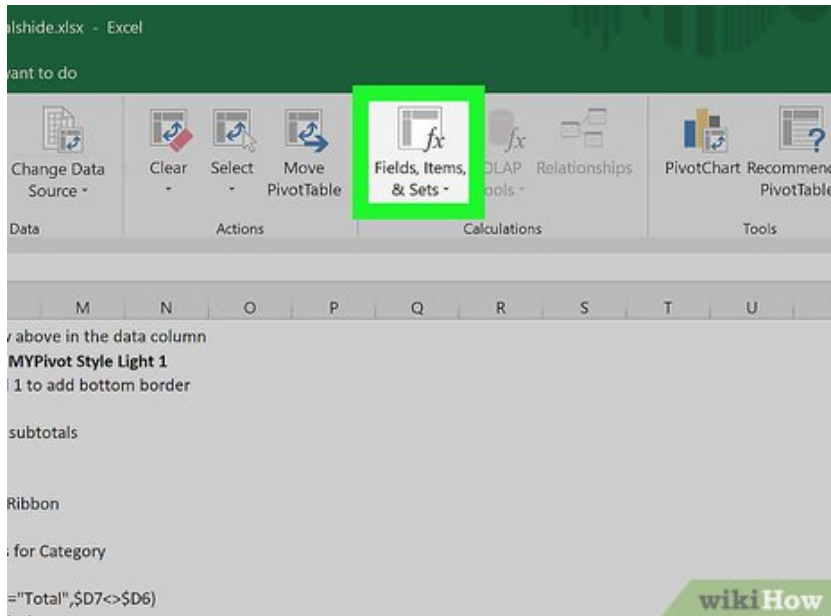 alshide.xlsx - Excel
vant to do
Change Data Source
Clear
Select
Move PivotTable
Fields, Items, & Sets
OLAP Tools
Relationships
PivotChart
Recommend PivotTable
Data
Actions
Calculations
Tools
M N O P Q R S T U
above in the data column
MYPivot Style Light 1
1 to add bottom border
subtotals
Ribbon
for Category
="Total",$D7<>$D6)
wikiHow